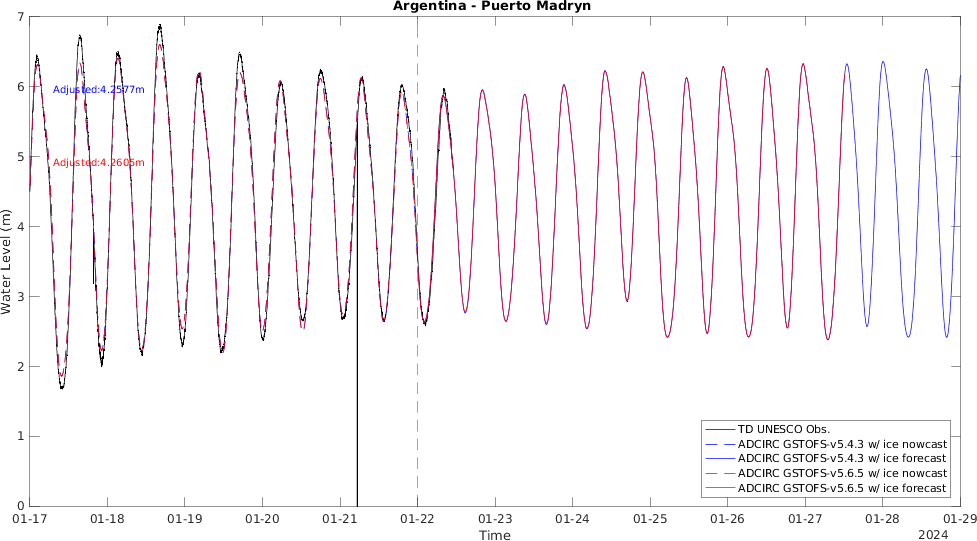 Argentina - Puerto Madryn
7
6
5
4
3
2
1
0
Water Level (m)
Adjusted:4.2577m
Adjusted:4.2605m
TD UNESCO Obs.
ADCIRC GSTOFS-v5.4.3 w/ ice nowcast
ADCIRC GSTOFS-v5.4.3 w/ ice forecast
ADCIRC GSTOFS-v5.6.5 w/ ice nowcast
ADCIRC GSTOFS-v5.6.5 w/ ice forecast
01-17 01-18 01-19 01-20 01-21 01-22 01-23 01-24 01-25 01-26 01-27 01-28 01-29
Time
2024